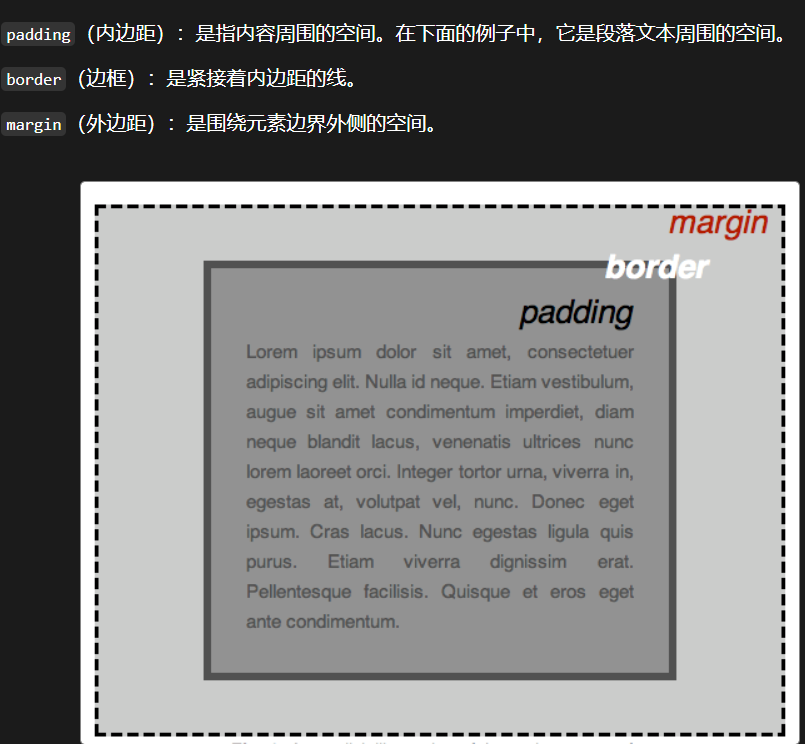 padding（内边距）：是指内容周围的空间。在下面的例子中，它是段落文本周围的空间。
border（边框）：是紧接着内边距的线。
margin（外边距）：是围绕元素边界外侧的空间。
margin
border
padding
Lorem ipsum dolor sit amet, consectetuer
adipiscing elit. Nulla id neque. Etiam vestibulum,
augue sit amet condimentum imperdiet, diam
neque blandit lacus, venenatis ultrices nunc
lorem laoreet orci. Integer tortor urna, viverra in,
egestas at, volutpat vel, nunc. Donec eget
ipsum. Cras lacus. Nunc egestas ligula quis
purus. Etiam viverra dignissim erat.
Pellentesque facilisis. Quisque et eros eget
ante condimentum.